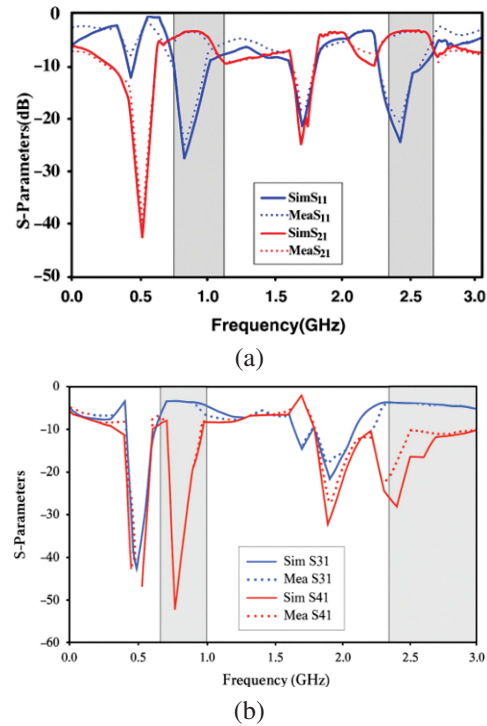 0
−10
−20
−30
−40
−50
S-Parameters(dB)
SimS11
MeaS11
SimS21
MeaS21
0.0
0.5
1.0
1.5
2.0
2.5
3.0
Frequency(GHz)
(a)
0
−10
−20
−30
−40
−50
−60
S-Parameters
Sim S31
Mea S31
Sim S41
Mea S41
0.0
0.5
1.0
1.5
2.0
2.5
3.0
Frequency (GHz)
(b)